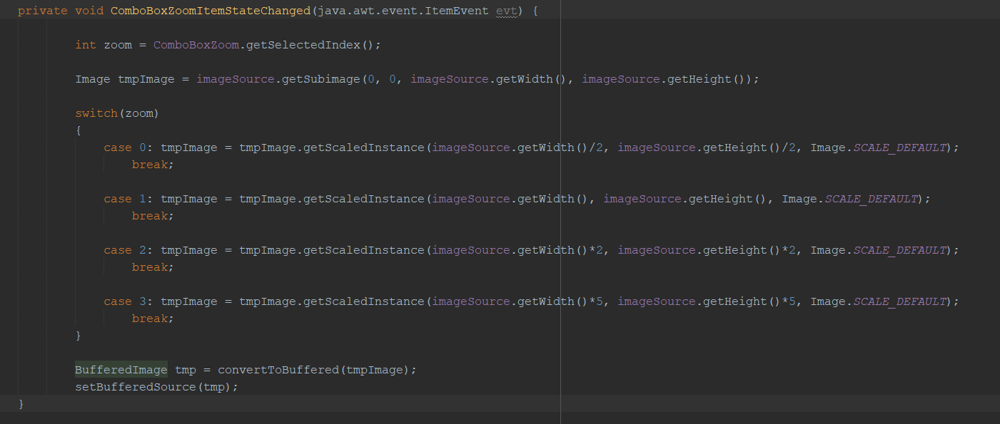 private void ComboBoxZoomItemStateChanged(java.awt.event.ItemEvent evt) {
int zoom = ComboBoxZoom.getSelectedIndex();
Image tmpImage = imageSource.getSubimage(0, 0, imageSource.getWidth(), imageSource.getHeight());
switch(zoom)
{
case 0: tmpImage = tmpImage.getScaledInstance(imageSource.getWidth()/2, imageSource.getHeight()/2, Image.SCALE_DEFAULT);
break;
case 1: tmpImage = tmpImage.getScaledInstance(imageSource.getWidth(), imageSource.getHeight(), Image.SCALE_DEFAULT);
break;
case 2: tmpImage = tmpImage.getScaledInstance(imageSource.getWidth()*2, imageSource.getHeight()*2, Image.SCALE_DEFAULT);
break;
case 3: tmpImage = tmpImage.getScaledInstance(imageSource.getWidth()*5, imageSource.getHeight()*5, Image.SCALE_DEFAULT);
break;
}
BufferedImage tmp = convertToBuffered(tmpImage);
setBufferedSource(tmp);
}